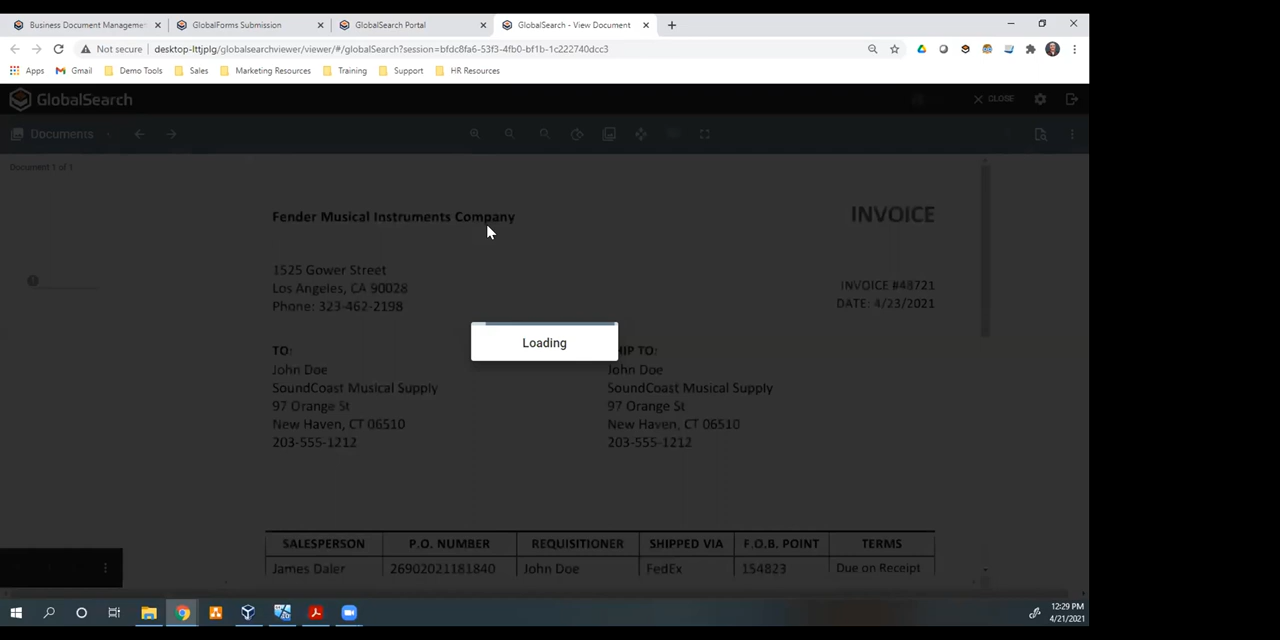 Business Document Manageme
GlobalForms Submission
GlobalSearch Portal
GlobalSearch - View Document
Not secure
desktop-lttjplg/globalsearchviewer/viewer/#/globalSearch?session=bfdc8fa6-53f3-4fb0-bf1b-1c222740dcc3
Apps
Gmail
Demo Tools
Sales
Marketing Resources
Training
Support
HR Resources
GlobalSearch
CLOSE
Documents
Document 1 of 1
Fender Musical Instruments Company
INVOICE
1525 Gower Street
Los Angeles, CA 90028
Phone: 323-462-2198
INVOICE #48721
DATE: 4/23/2021
Loading
TO:
John Doe
SoundCoast Musical Supply
97 Orange St
New Haven, CT 06510
203-555-1212
HIP TO:
John Doe
SoundCoast Musical Supply
97 Orange St
New Haven, CT 06510
203-555-1212
SALESPERSON P.O. NUMBER REQUISITIONER SHIPPED VIA F.O.B. POINT TERMS
James Daler 26902021181840 John Doe FedEx 154823 Due on Receipt
12:29 PM
4/21/2021